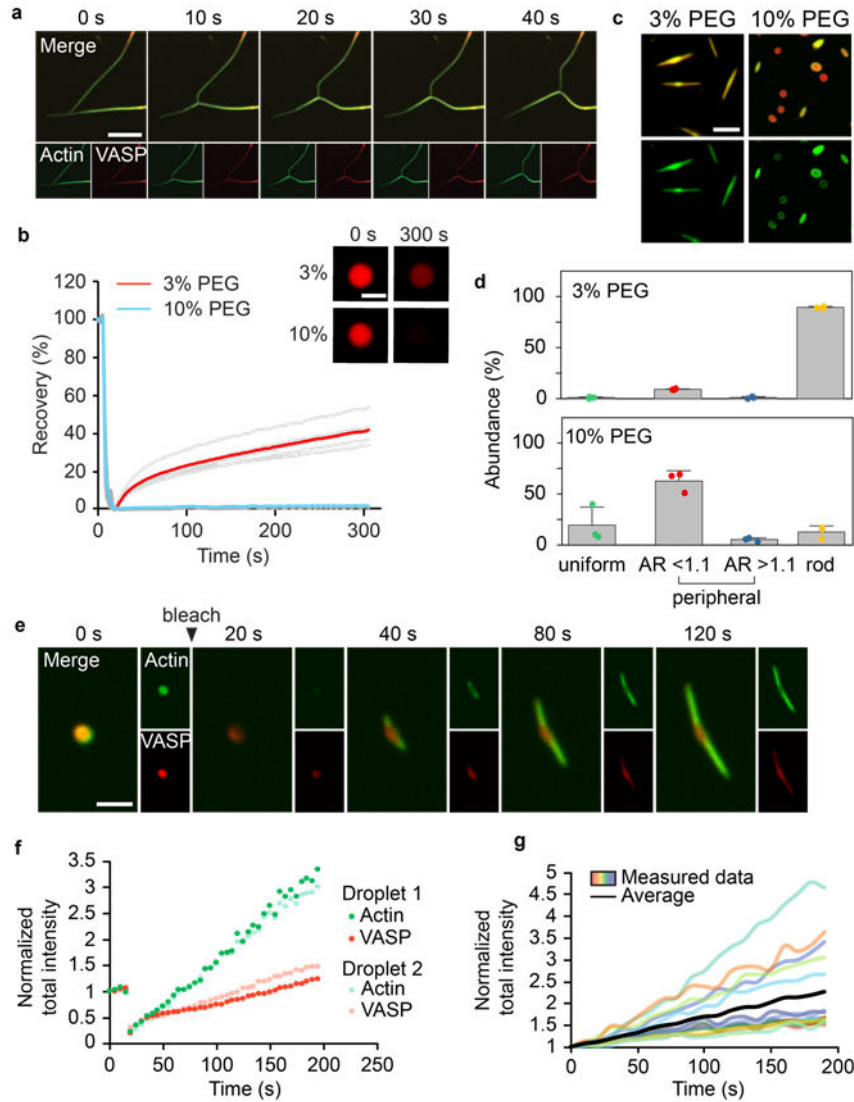 a
0 s 10 s 20 s 30 s 40 s
Merge
Actin VASP
c
3% PEG 10% PEG
b
0 s 300 s
3%
10%
3% PEG
10% PEG
Recovery (%)
120
100
80
60
40
20
0
0 100 200 300
Time (s)
d
3% PEG
100
50
0
10% PEG
100
50
0
Abundance (%)
uniform AR <1.1 AR >1.1 rod
peripheral
e
bleach
0 s 20 s 40 s 80 s 120 s
Merge Actin
VASP
f
Normalized
total intensity
3.5
3
2.5
2
1.5
1
0.5
0
0 50 100 150 200 250
Time (s)
Droplet 1
Actin
VASP
Droplet 2
Actin
VASP
g
Measured data
Average
Normalized
total intensity
5
4.5
4
3.5
3
2.5
2
1.5
1
0 50 100 150 200
Time (s)